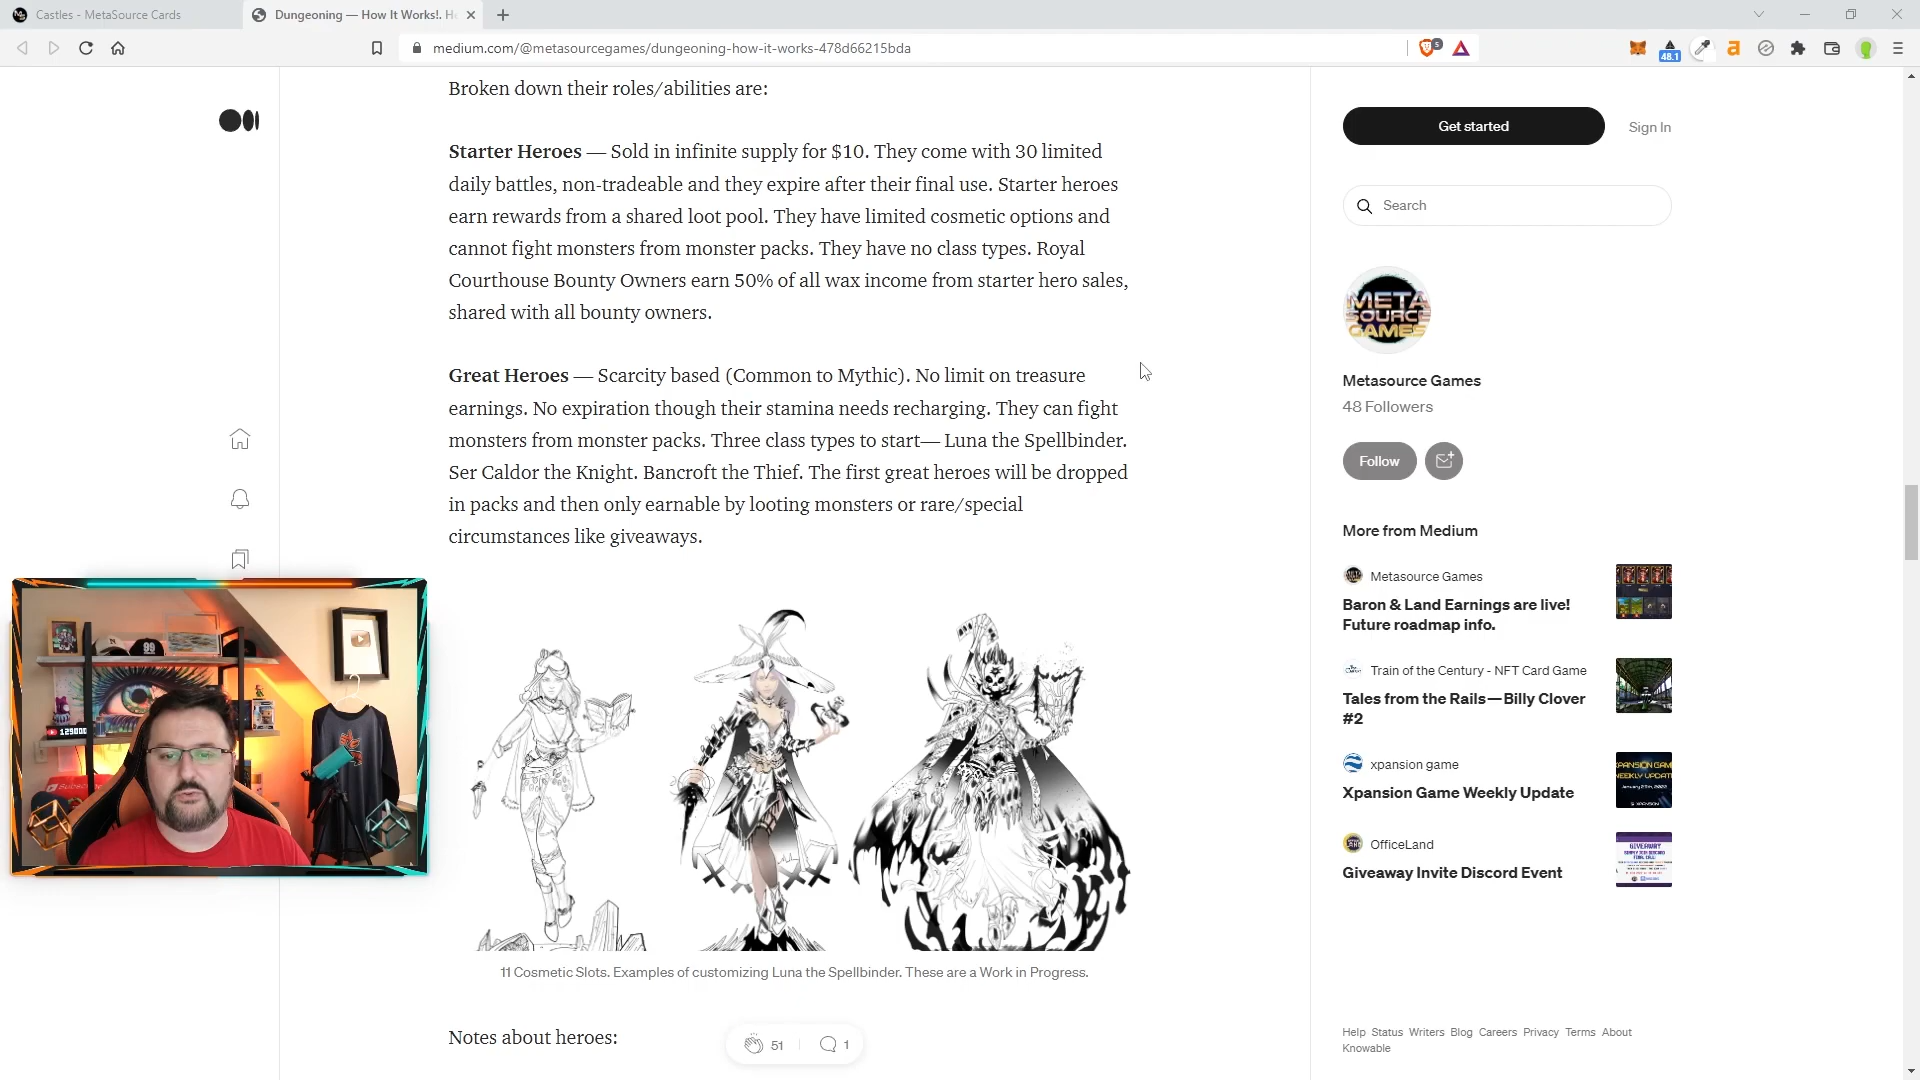 Castles - MetaSource Cards
Dungeoning — How It Works!. He
medium.com/@metasourcegames/dungeoning-how-it-works-478d66215bda
5
48.1
Broken down their roles/abilities are:
Starter Heroes — Sold in infinite supply for $10. They come with 30 limited
daily battles, non-tradeable and they expire after their final use. Starter heroes
earn rewards from a shared loot pool. They have limited cosmetic options and
cannot fight monsters from monster packs. They have no class types. Royal
Courthouse Bounty Owners earn 50% of all wax income from starter hero sales,
shared with all bounty owners.
Great Heroes — Scarcity based (Common to Mythic). No limit on treasure
earnings. No expiration though their stamina needs recharging. They can fight
monsters from monster packs. Three class types to start— Luna the Spellbinder.
Ser Caldor the Knight. Bancroft the Thief. The first great heroes will be dropped
in packs and then only earnable by looting monsters or rare/special
circumstances like giveaways.
99
129000
11 Cosmetic Slots. Examples of customizing Luna the Spellbinder. These are a Work in Progress.
Notes about heroes:
51
1
Get started
Sign In
Search
META
SOURCE
GAMES
Metasource Games
48 Followers
Follow
More from Medium
Metasource Games
Baron & Land Earnings are live!
Future roadmap info.
Train of the Century - NFT Card Game
Tales from the Rails—Billy Clover
#2
xpansion game
Xpansion Game Weekly Update
OfficeLand
Giveaway Invite Discord Event
GIVEAWAY
Help Status Writers Blog Careers Privacy Terms About
Knowable